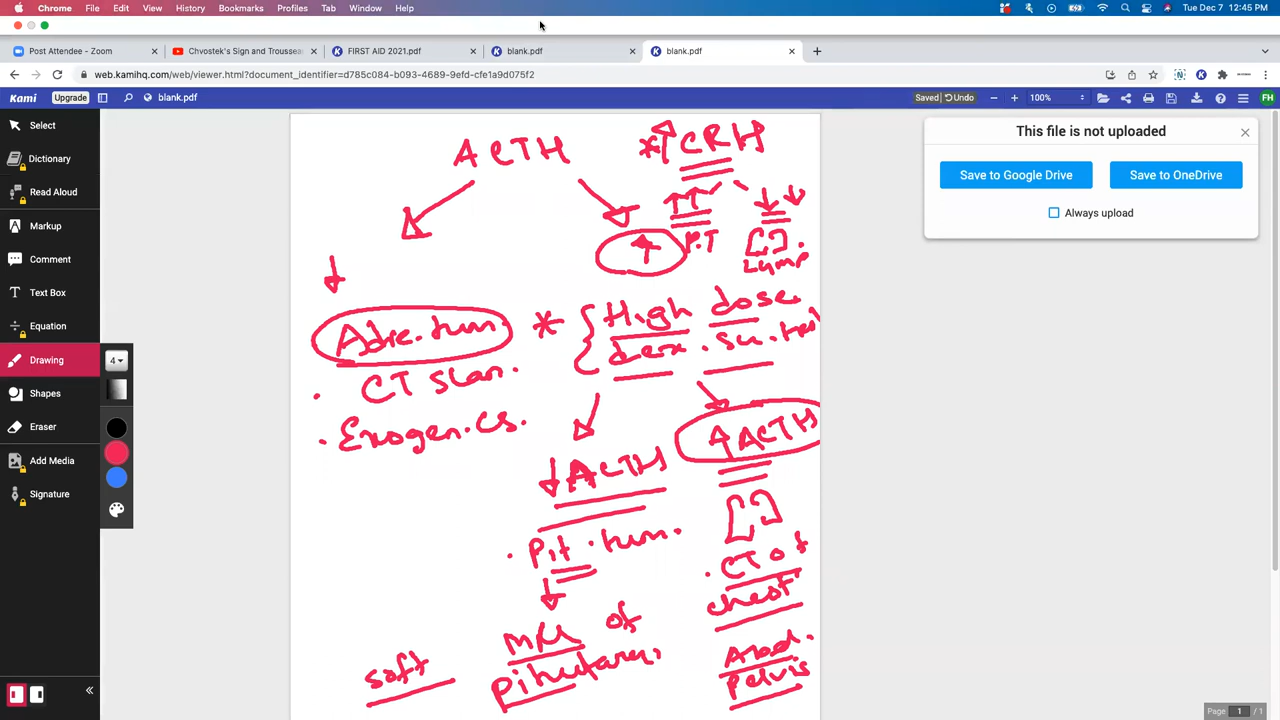 Chrome File Edit View History Bookmarks Profiles Tab Window Help
Tue Dec 7 12:45 PM
Post Attendee - Zoom
Chvostek's Sign and Troussea
FIRST AID 2021.pdf
blank.pdf
blank.pdf
web.kamihq.com/web/viewer.html?document_identifier=d785c084-b093-4689-9efd-cfe1a9d075f2
Kami Upgrade blank.pdf Saved Undo 100% FH
Select
Dictionary
Read Aloud
Markup
Comment
Text Box
Equation
Drawing
4
Shapes
Eraser
Add Media
Signature
This file is not uploaded
Save to Google Drive
Save to OneDrive
Always upload
ACTH
*↑CRH
↑↑ ↓↓
↑
P.T [ ].
Lymp.
↓
Adre.tum.
* { High dose
dex.su.
. CT Scan.
. Exogen.Cs.
↑ACTH
↓ACTH
[ ]
. Pit.tum.
. CT of
chest
↓
MRI of
pituitary.
Abd.
pelvis
soft
Page 1 / 1